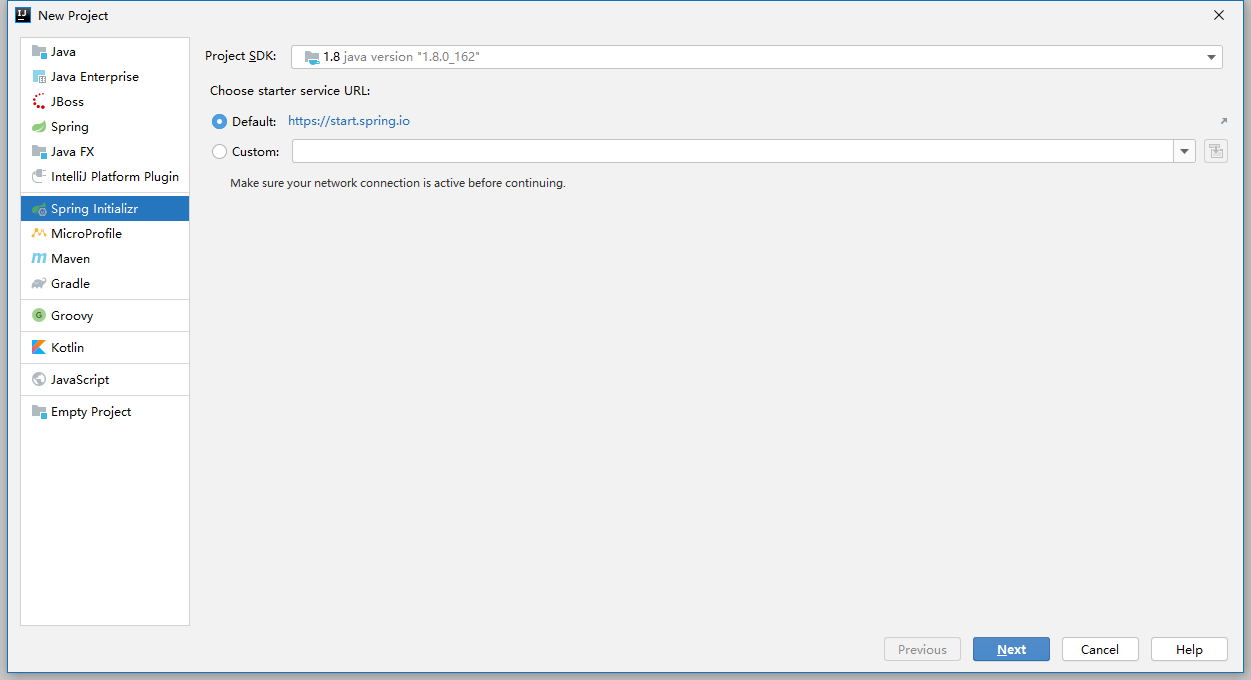 New Project
Java
Java Enterprise
JBoss
Spring
Java FX
IntelliJ Platform Plugin
Spring Initializr
MicroProfile
Maven
Gradle
Groovy
Kotlin
JavaScript
Empty Project
Project SDK: 1.8 java version "1.8.0_162"
Choose starter service URL:
Default: https://start.spring.io
Custom:
Make sure your network connection is active before continuing.
Previous Next Cancel Help